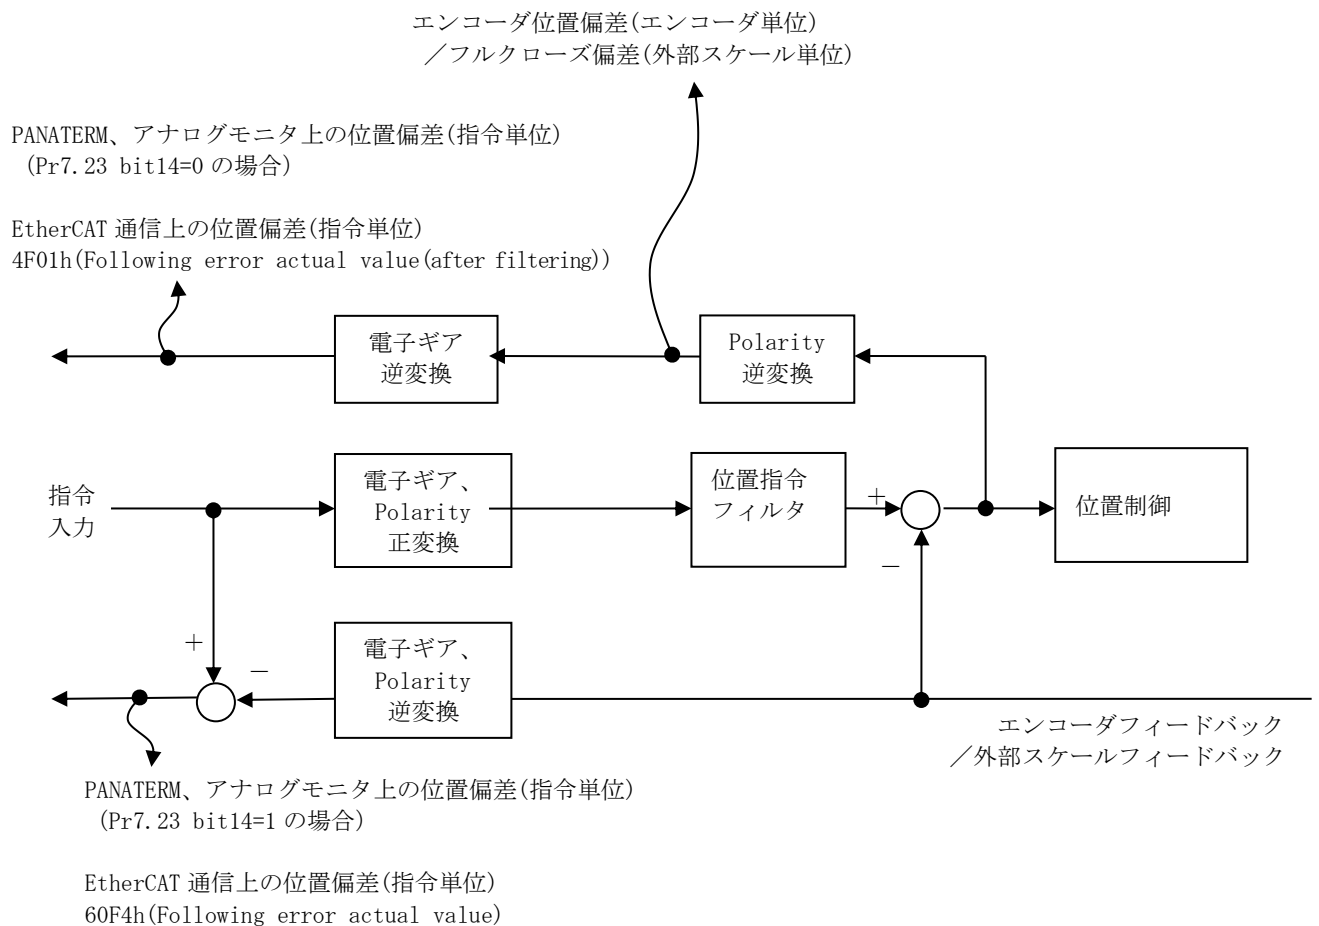 エンコーダ位置偏差(エンコーダ単位)
／フルクローズ偏差(外部スケール単位)
PANATERM、アナログモニタ上の位置偏差(指令単位)
(Pr7.23 bit14=0 の場合)
EtherCAT 通信上の位置偏差(指令単位)
4F01h(Following error actual value(after filtering))
電子ギア
逆変換
Polarity
逆変換
指令
入力
電子ギア、
Polarity
正変換
位置指令
フィルタ
＋
－
位置制御
＋
－
電子ギア、
Polarity
逆変換
エンコーダフィードバック
／外部スケールフィードバック
PANATERM、アナログモニタ上の位置偏差(指令単位)
(Pr7.23 bit14=1 の場合)
EtherCAT 通信上の位置偏差(指令単位)
60F4h(Following error actual value)